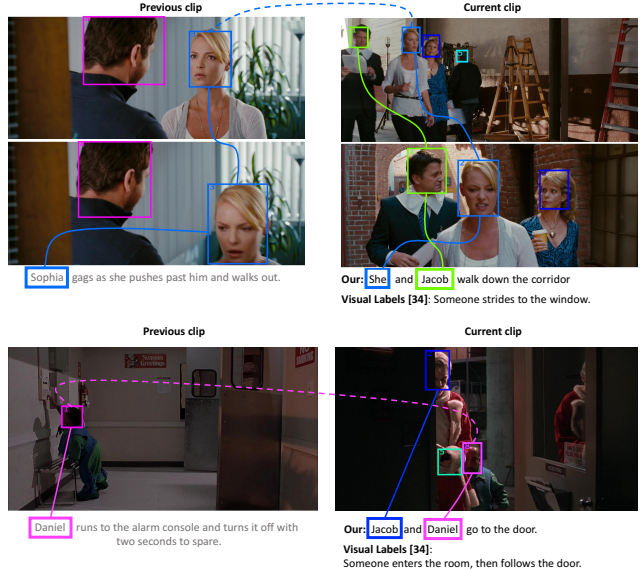 Previous clip
Current clip
Sophia gags as she pushes past him and walks out.
Our: She and Jacob walk down the corridor
Visual Labels [34]: Someone strides to the window.
Previous clip
Current clip
Seasons
Greetings
NO
Daniel runs to the alarm console and turns it off with
two seconds to spare.
Our: Jacob and Daniel go to the door.
Visual Labels [34]:
Someone enters the room, then follows the door.